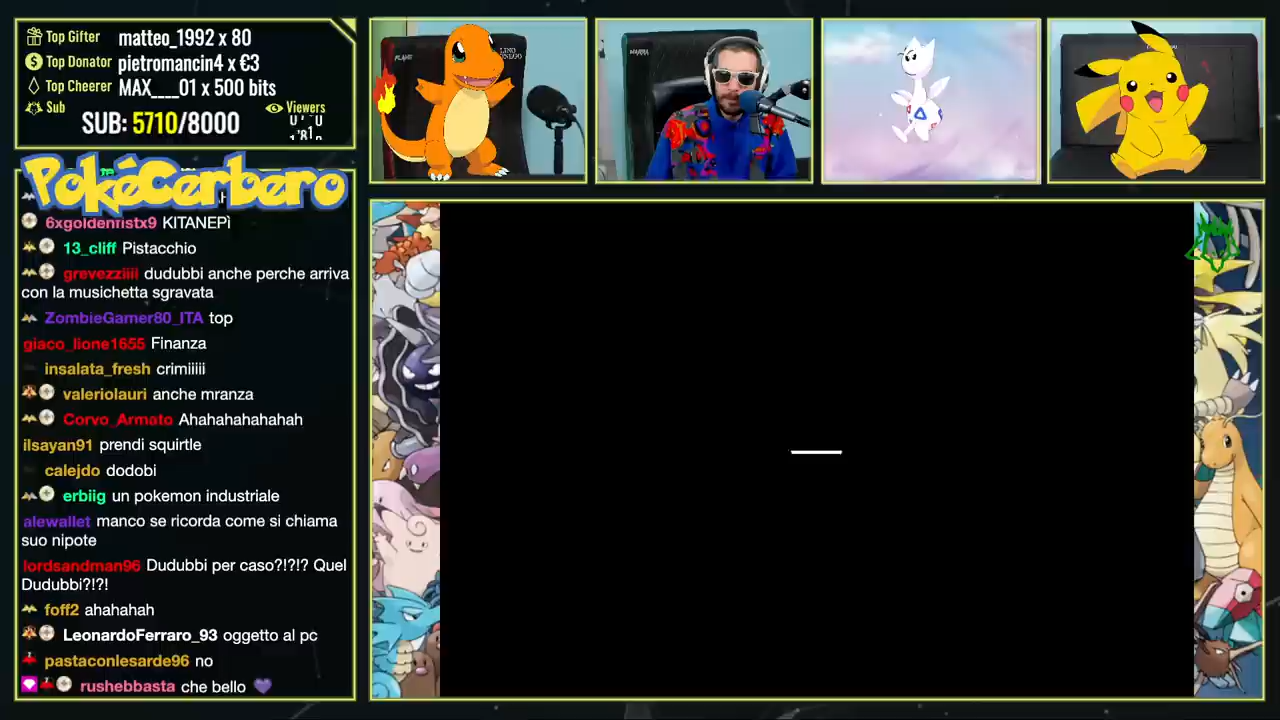 Top Gifter matteo_1992 x 80
Top Donator pietromancin4 x €3
Top Cheerer MAX____01 x 500 bits
Sub
Viewers
SUB: 5710/8000
PokéCerbero
6xgoldenfistx9 KITANEPÌ
13_cliff Pistacchio
grevezziiii dudubbi anche perche arriva
con la musichetta sgravata
ZombieGamer80_ITA top
giaco_lione1655 Finanza
insalata_fresh crimiiiii
valeriolauri anche mranza
Corvo_Armato Ahahahahahahah
ilsayan91 prendi squirtle
calejdo dodobi
erbiig un pokemon industriale
alewallet manco se ricorda come si chiama
suo nipote
lordsandman96 Dudubbi per caso?!?!? Quel
Dudubbi?!?!
foff2 ahahahah
LeonardoFerraro_93 oggetto al pc
pastaconlesarde96 no
rushebbasta che bello